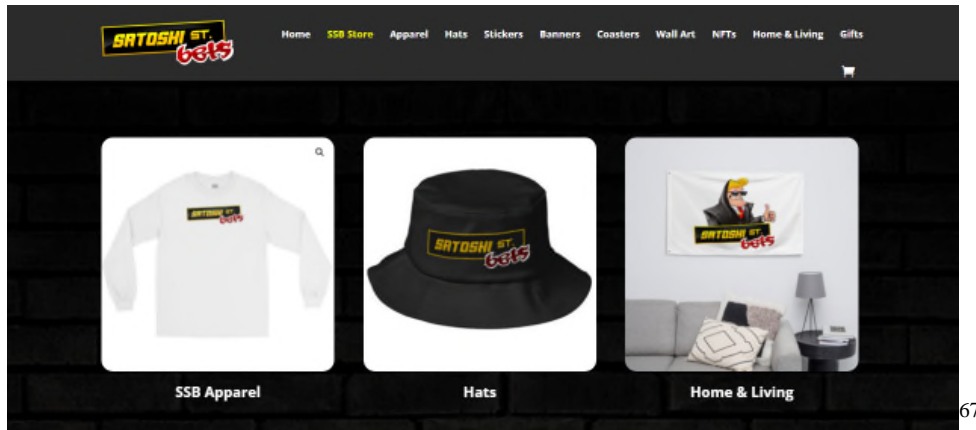 SATOSHI ST.
bets
Home SSB Store Apparel Hats Stickers Banners Coasters Wall Art NFTs Home & Living Gifts
SATOSHI ST.
bets
SATOSHI ST.
bets
SATOSHI ST.
bets
SSB Apparel Hats Home & Living
67